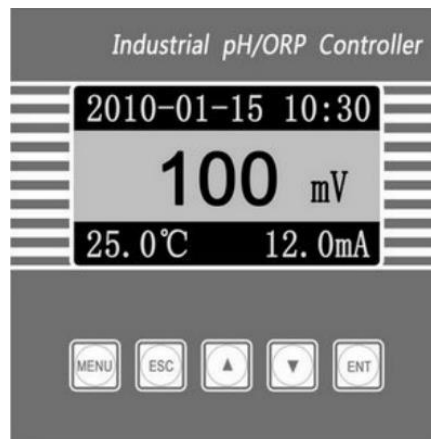 Industrial pH/ORP Controller
2010-01-15 10:30
100 mV
25.0℃ 12.0mA
MENU ESC ▲ ▼ ENT